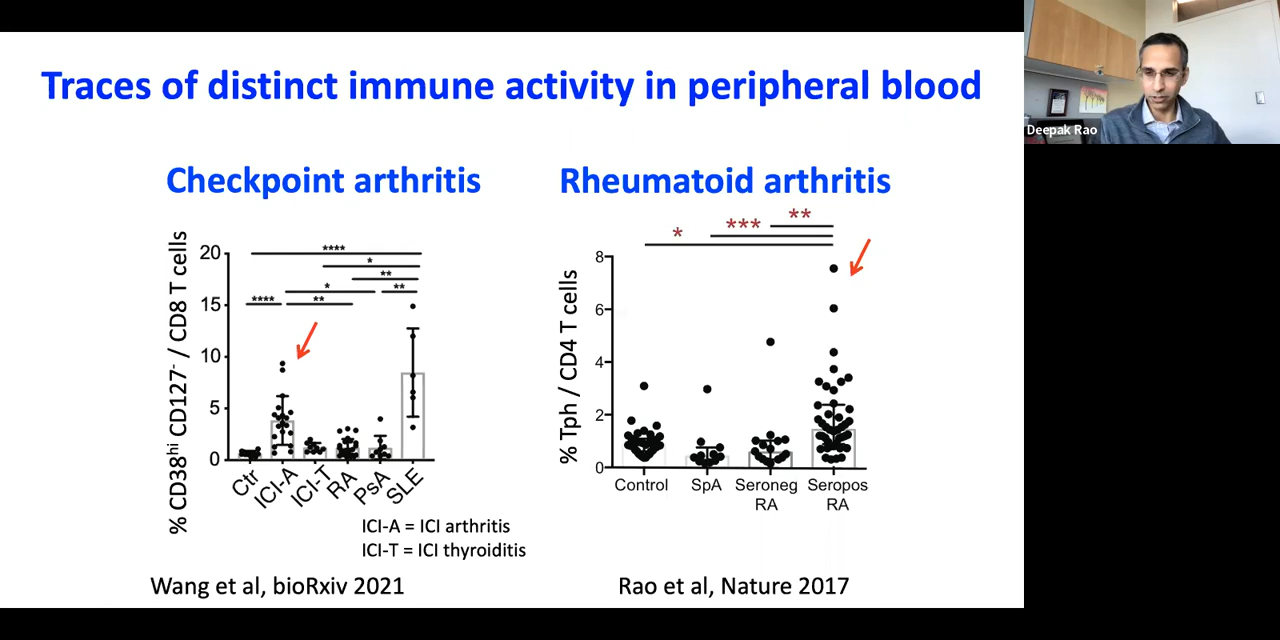 Traces of distinct immune activity in peripheral blood
Deepak Rao
Checkpoint arthritis
% CD38hi CD127- / CD8 T cells
20
15
10
5
0
****
*
**
*
**
****
**
Ctr
ICI-A
ICI-T
RA
PsA
SLE
ICI-A = ICI arthritis
ICI-T = ICI thyroiditis
Wang et al, bioRxiv 2021
Rheumatoid arthritis
% Tph / CD4 T cells
8
6
4
2
0
**
***
*
Control
SpA
Seroneg
RA
Seropos
RA
Rao et al, Nature 2017